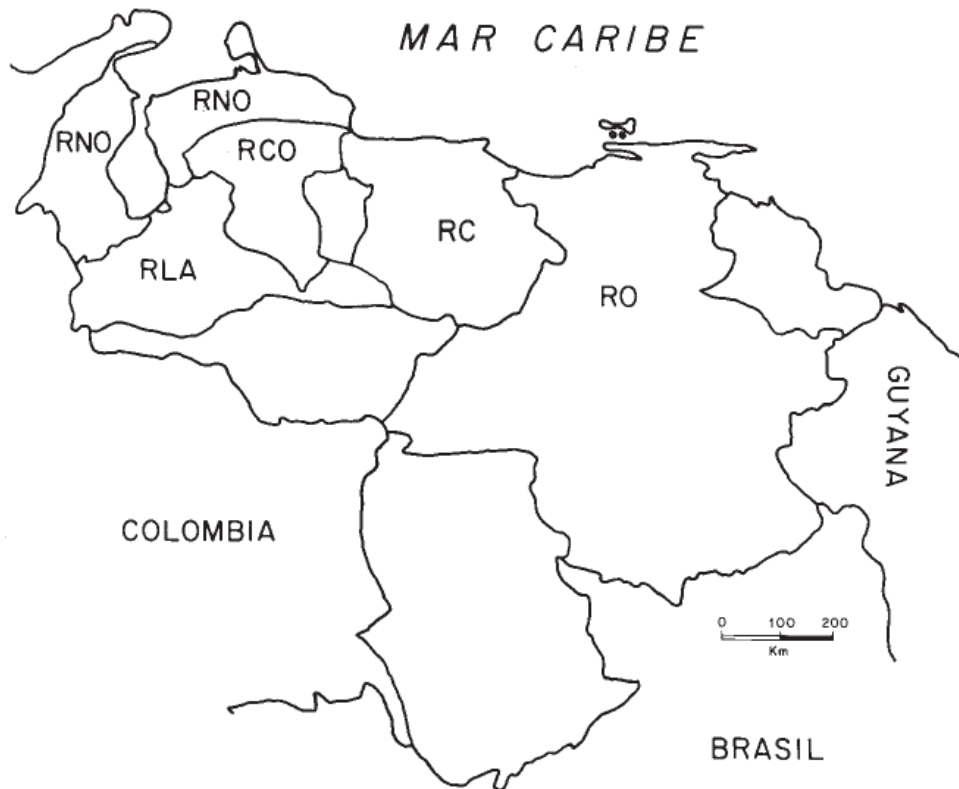 MAR CARIBE
RNO
RNO
RCO
RC
RLA
RO
GUYANA
COLOMBIA
0 100 200
Km
BRASIL